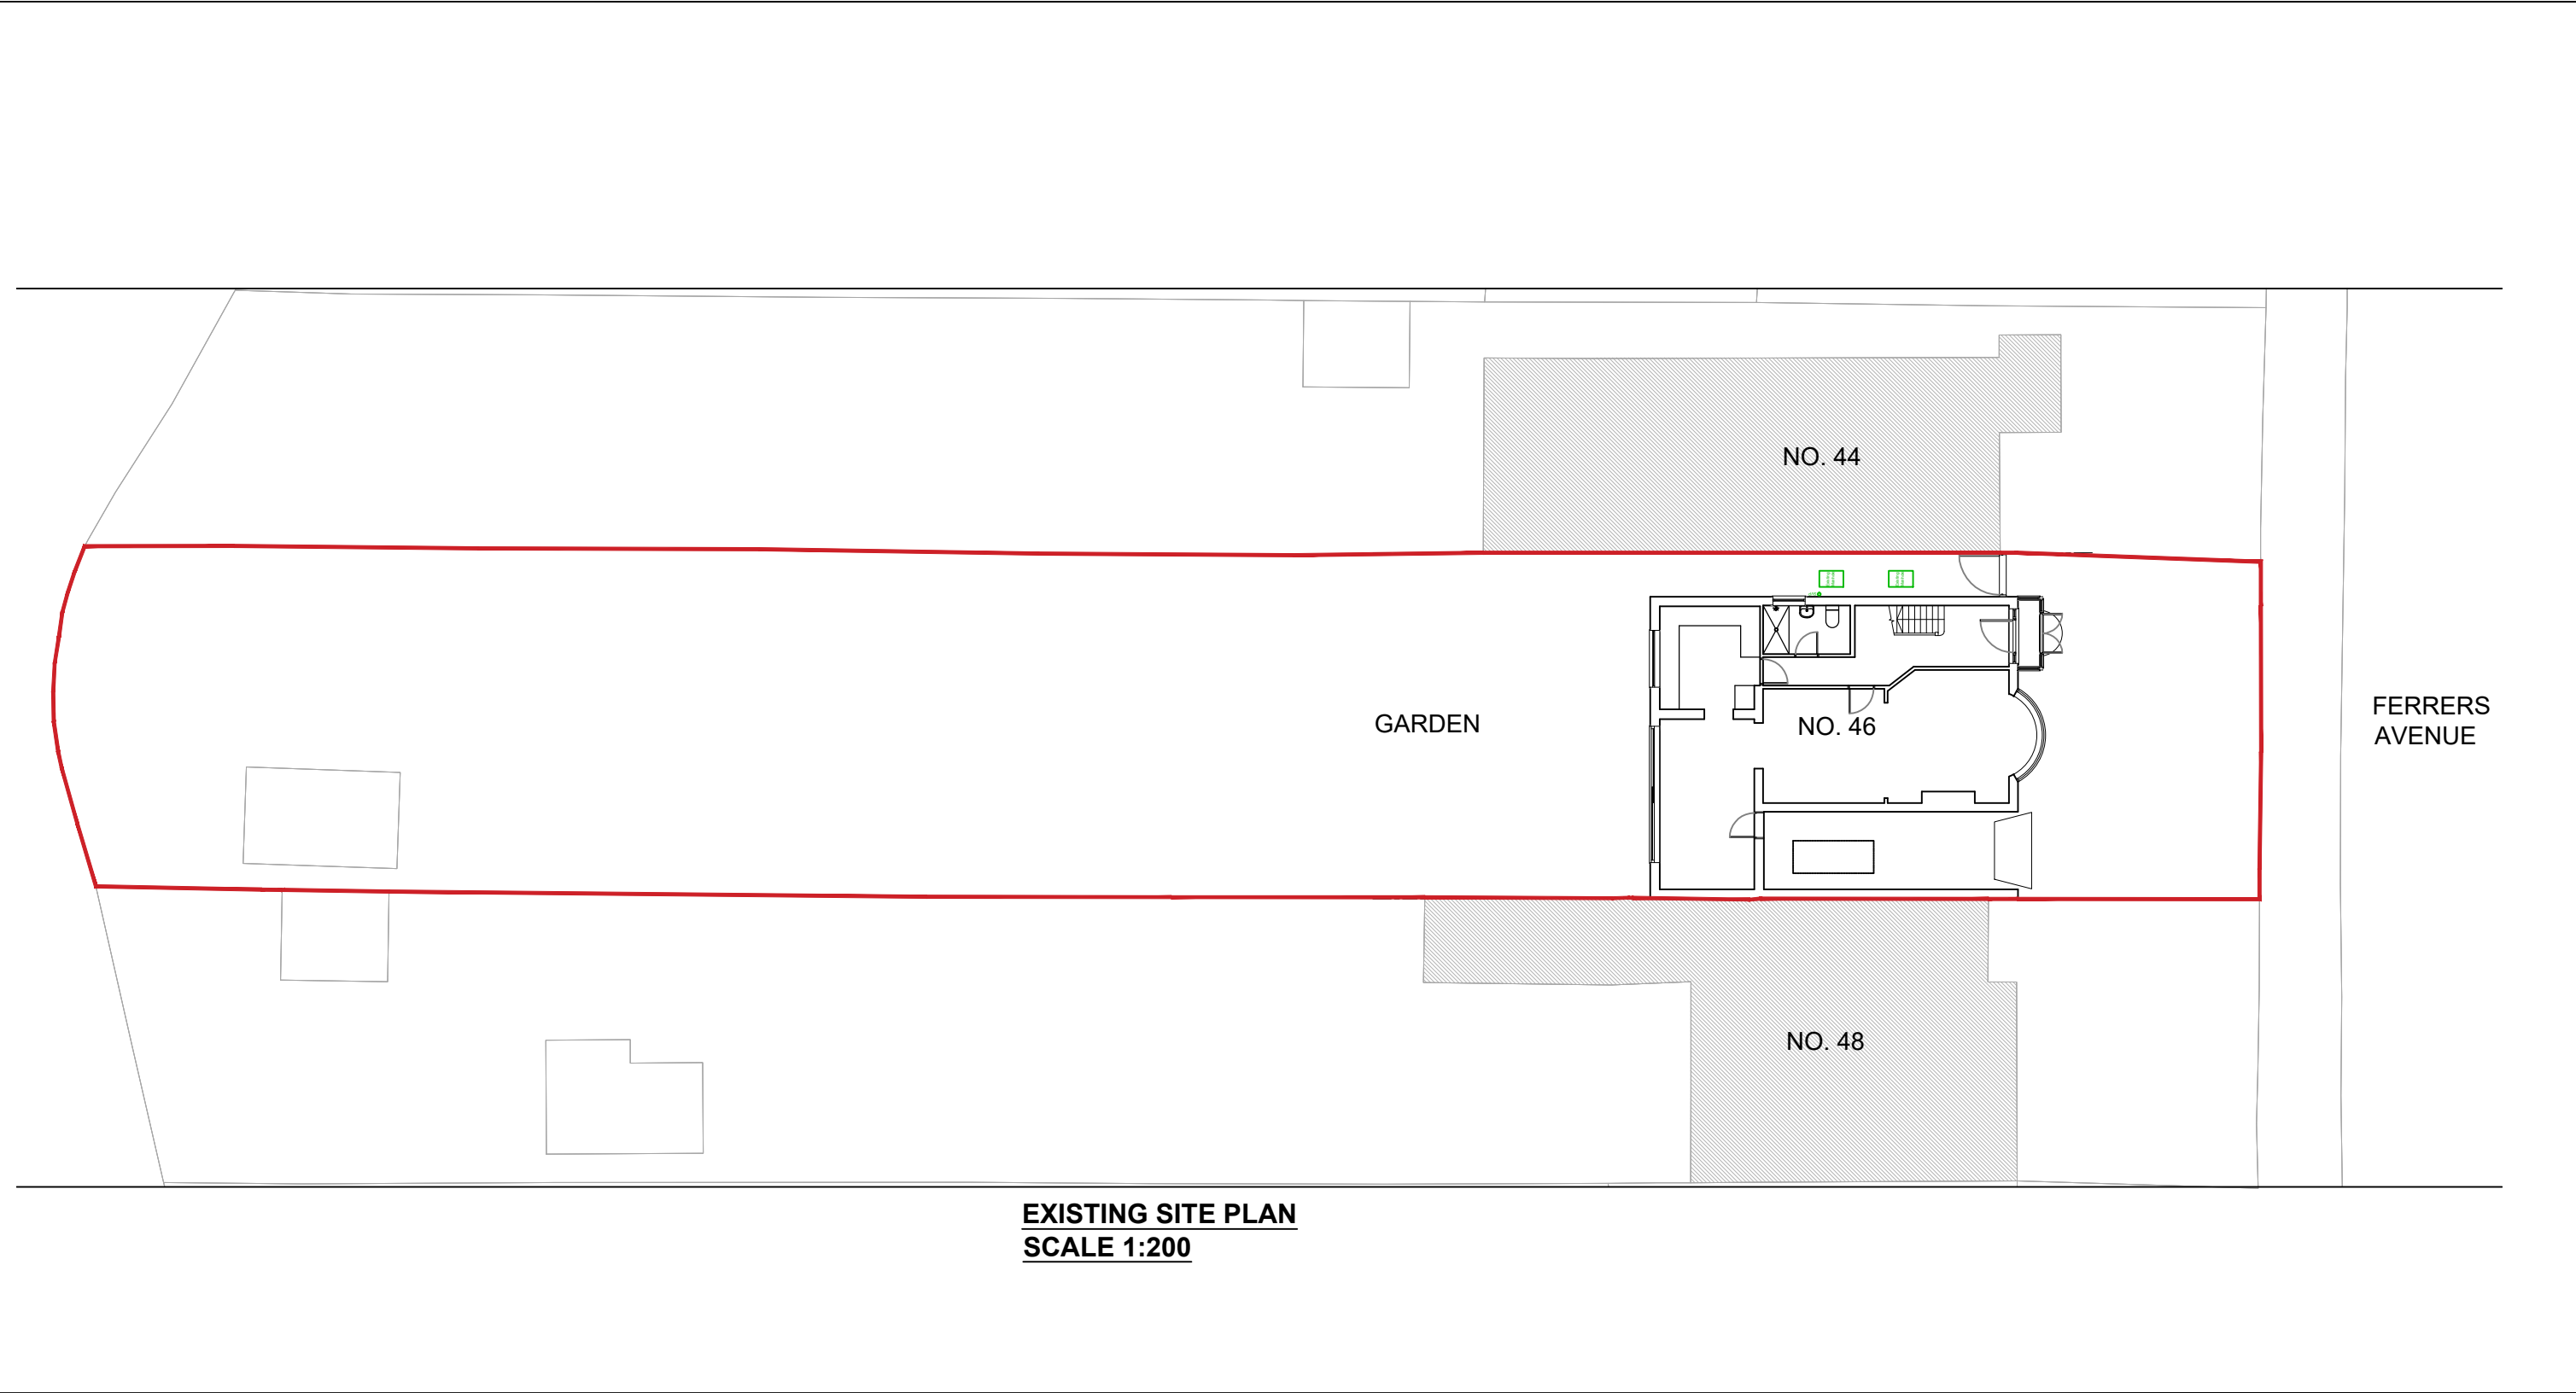 NO. 44
GARDEN
NO. 46
FERRERS
AVENUE
NO. 48
EXISTING SITE PLAN
SCALE 1:200